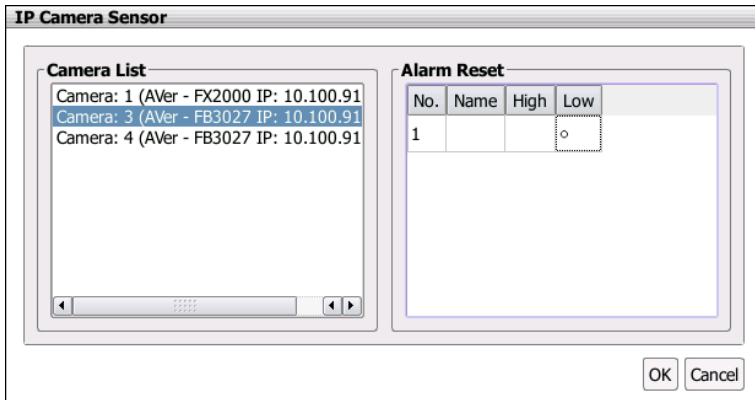 IP Camera Sensor
Camera List
Camera: 1 (AVer - FX2000 IP: 10.100.91
Camera: 3 (AVer - FB3027 IP: 10.100.91
Camera: 4 (AVer - FB3027 IP: 10.100.91
Alarm Reset
No. Name High Low
1 ○
OK Cancel